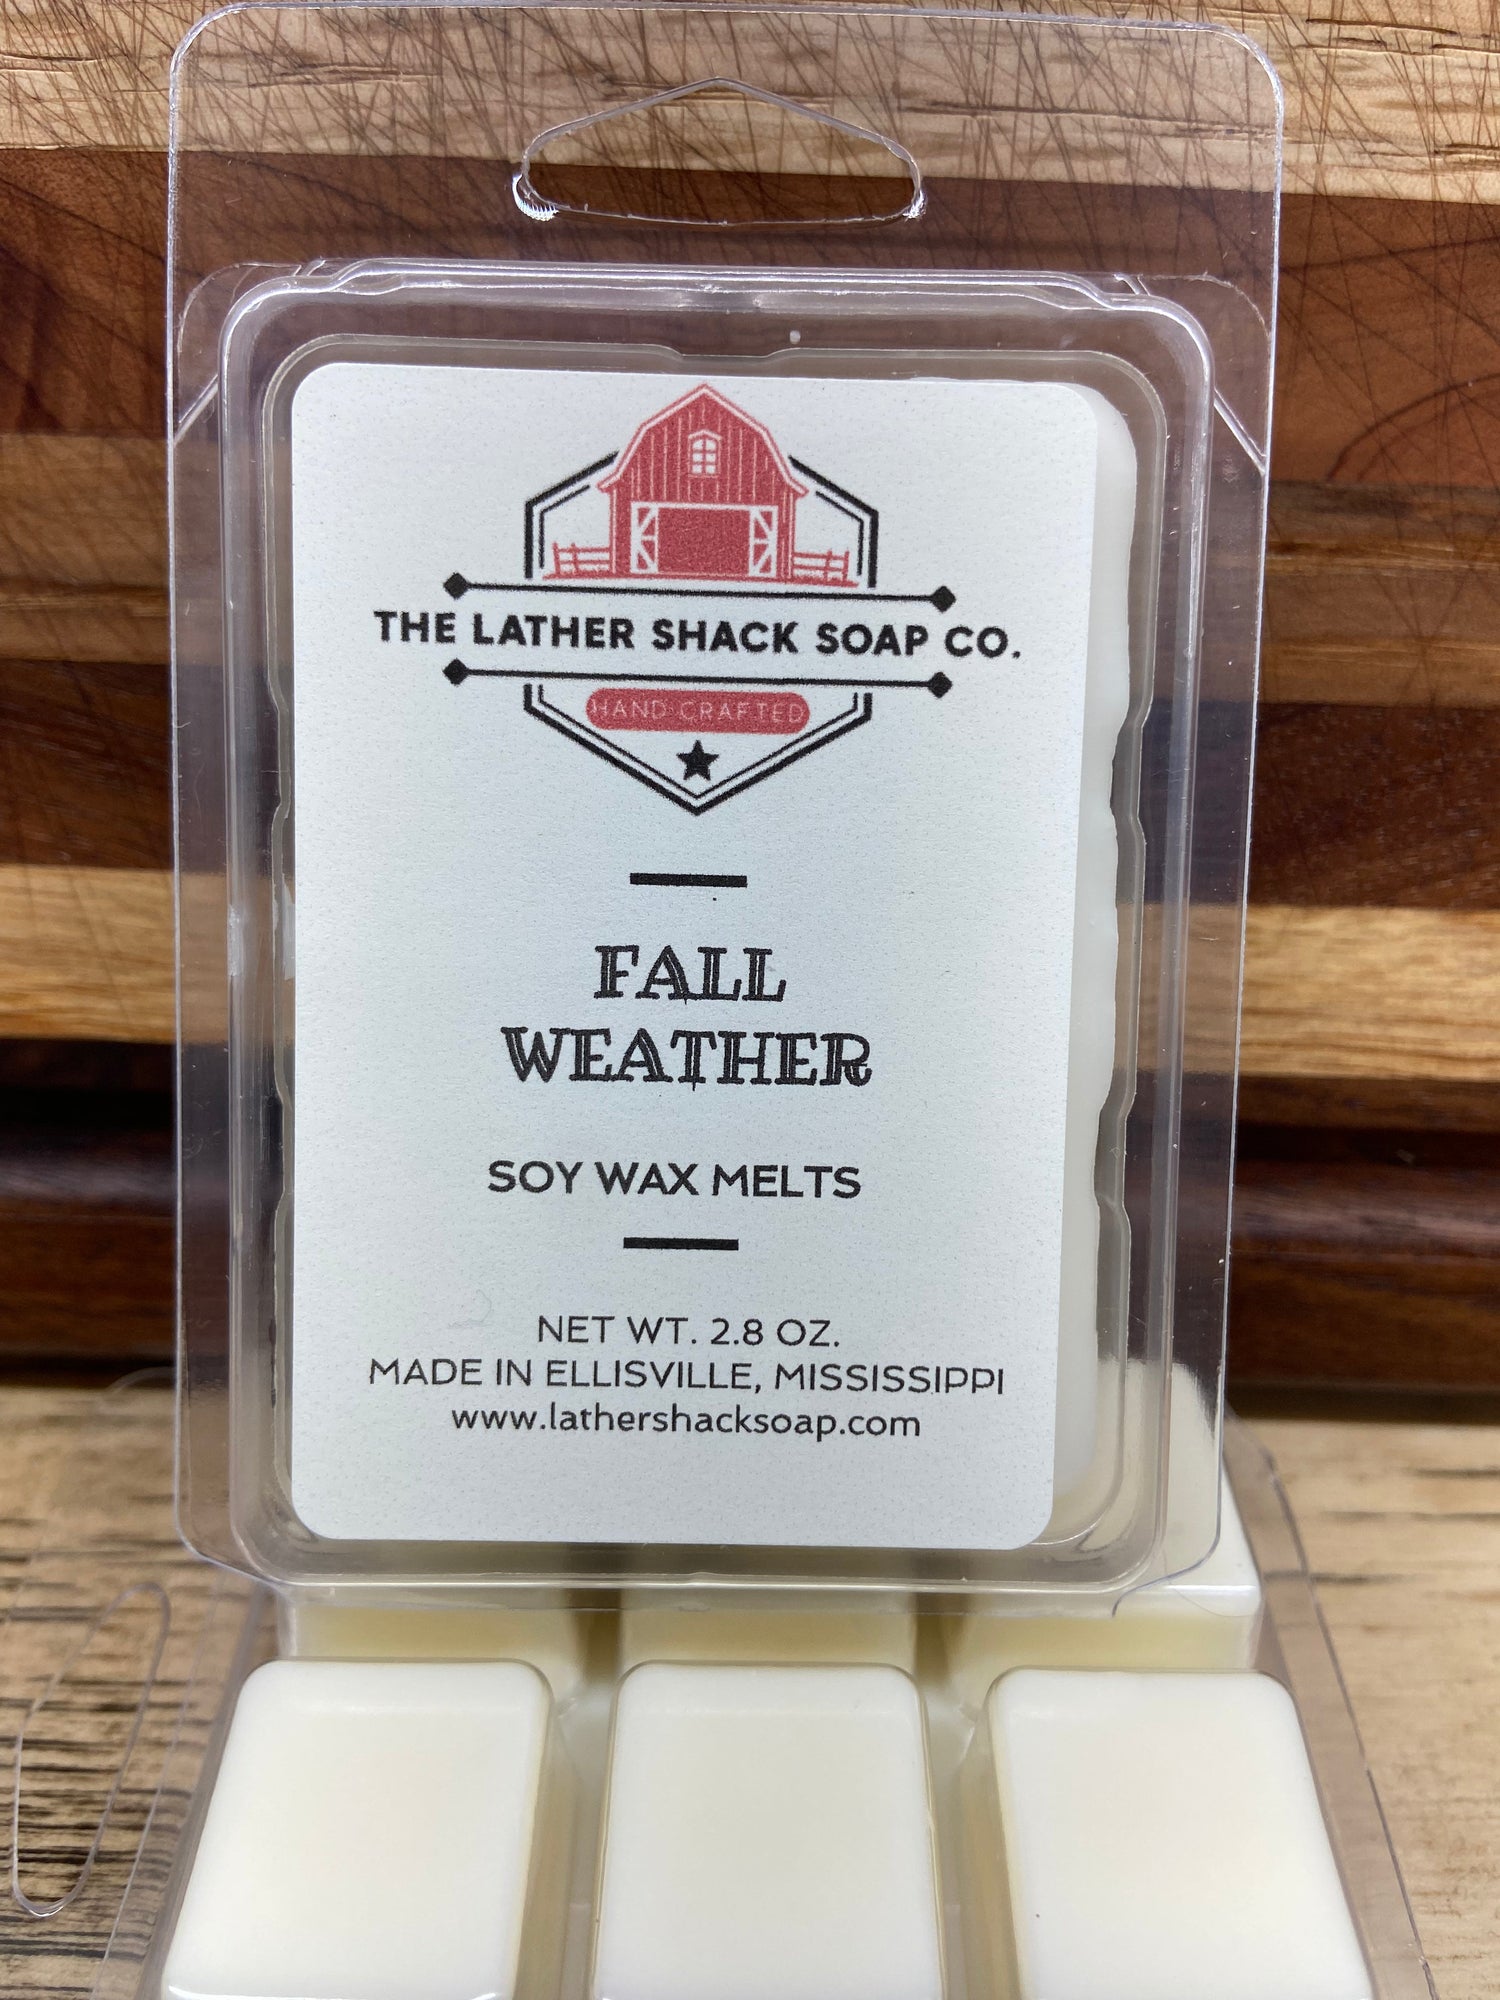 THE LATHER SHACK SOAP CO.
HAND CRAFTED
FALL
WEATHER
SOY WAX MELTS
NET WT. 2.8 OZ.
MADE IN ELLISVILLE, MISSISSIPPI
www.lathershacksoap.com